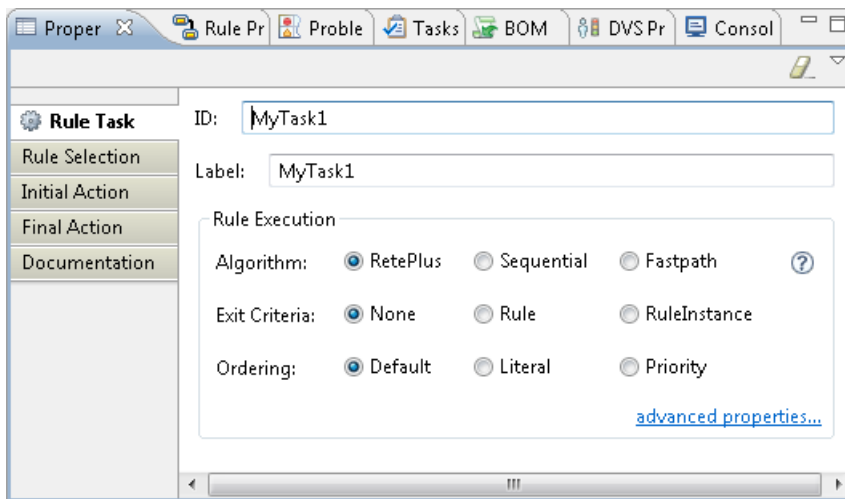 Proper Rule Pr Proble Tasks BOM DVS Pr Consol
Rule Task
Rule Selection
Initial Action
Final Action
Documentation
ID: MyTask1
Label: MyTask1
Rule Execution
Algorithm: RetePlus Sequential Fastpath ?
Exit Criteria: None Rule RuleInstance
Ordering: Default Literal Priority
advanced properties...